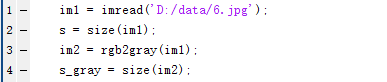 1 - im1 = imread('D:/data/6.jpg');
2 - s = size(im1);
3 - im2 = rgb2gray(im1);
4 - s_gray = size(im2);